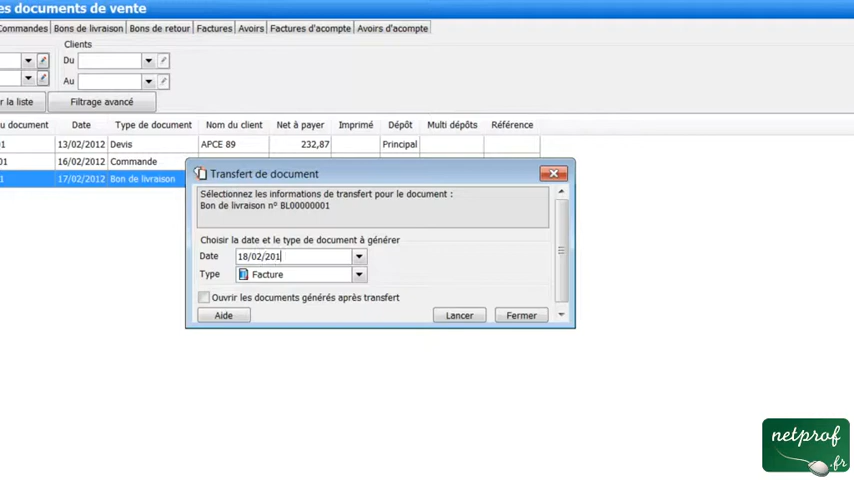 es documents de vente
Commandes Bons de livraison Bons de retour Factures Avoirs Factures d'acompte Avoirs d'acompte
Clients
Du
Au
r la liste Filtrage avancé
u document Date Type de document Nom du client Net à payer Imprimé Dépôt Multi dépôts Référence
01 13/02/2012 Devis APCE 89 232,87 Principal
01 16/02/2012 Commande
1 17/02/2012 Bon de livraison
Transfert de document
Sélectionnez les informations de transfert pour le document :
Bon de livraison nº BL00000001
Choisir la date et le type de document à générer
Date 18/02/201
Type Facture
Ouvrir les documents générés après transfert
Aide Lancer Fermer
netprof
.fr